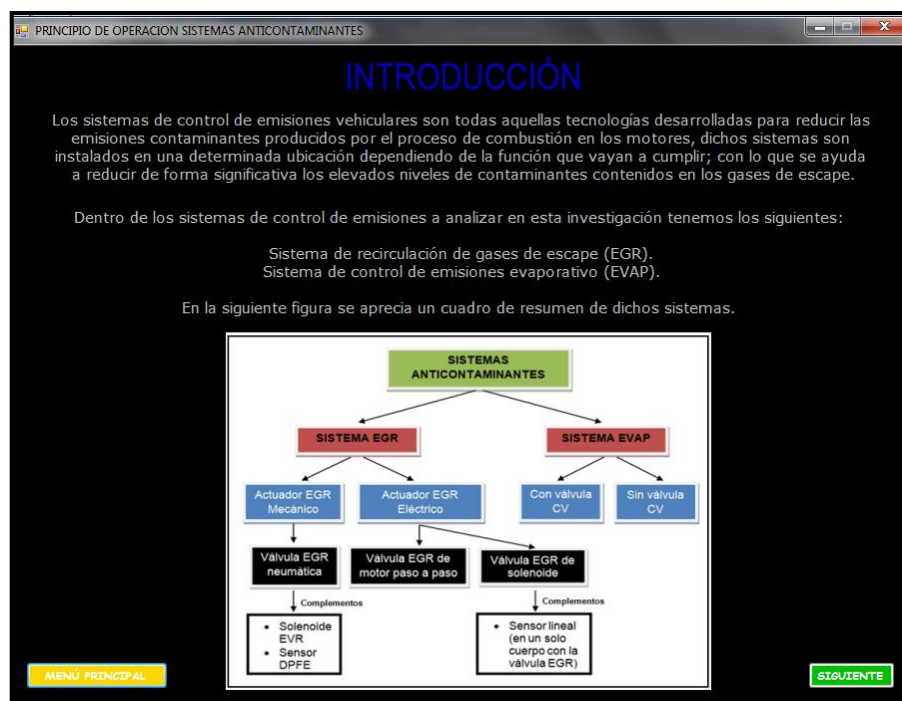 PRINCIPIO DE OPERACION SISTEMAS ANTICONTAMINANTES
INTRODUCCIÓN
Los sistemas de control de emisiones vehiculares son todas aquellas tecnologías desarrolladas para reducir las
emisiones contaminantes producidos por el proceso de combustión en los motores, dichos sistemas son
instalados en una determinada ubicación dependiendo de la función que vayan a cumplir; con lo que se ayuda
a reducir de forma significativa los elevados niveles de contaminantes contenidos en los gases de escape.
Dentro de los sistemas de control de emisiones a analizar en esta investigación tenemos los siguientes:
Sistema de recirculación de gases de escape (EGR).
Sistema de control de emisiones evaporativo (EVAP).
En la siguiente figura se aprecia un cuadro de resumen de dichos sistemas.
SISTEMAS
ANTICONTAMINANTES
SISTEMA EGR
SISTEMA EVAP
Actuador EGR
Mecánico
Actuador EGR
Eléctrico
Con válvula
CV
Sin válvula
CV
Válvula EGR
neumática
Válvula EGR de
motor paso a paso
Válvula EGR de
solenoide
Complementos
Complementos
• Solenoide
EVR
• Sensor
DPFE
• Sensor lineal
(en un solo
cuerpo con la
válvula EGR)
MENÚ PRINCIPAL
SIGUIENTE